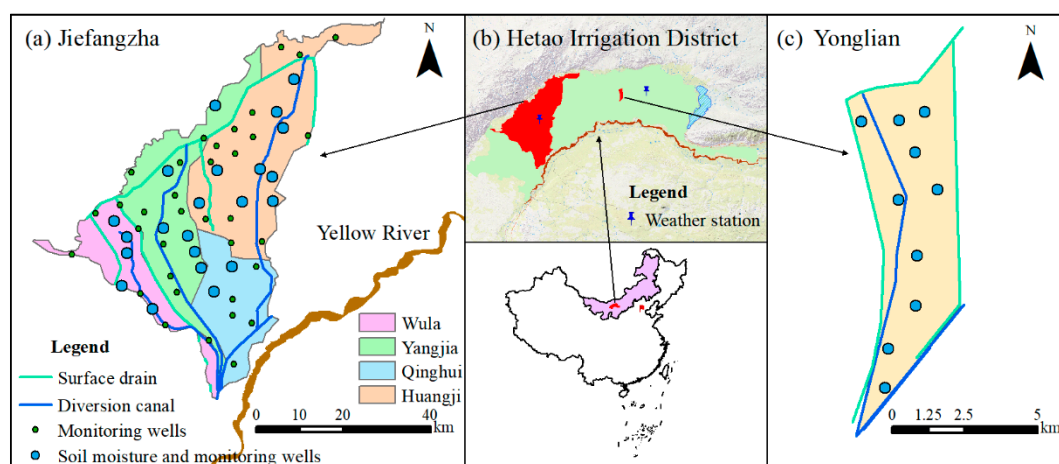 (a) Jiefangzha
N
Yellow River
Legend
Surface drain
Diversion canal
Monitoring wells
Soil moisture and monitoring wells
Wula
Yangjia
Qinghui
Huangji
0 10 20 40
km
(b) Hetao Irrigation District
Legend
Weather station
(c) Yonglian
N
0 1.25 2.5 5
km